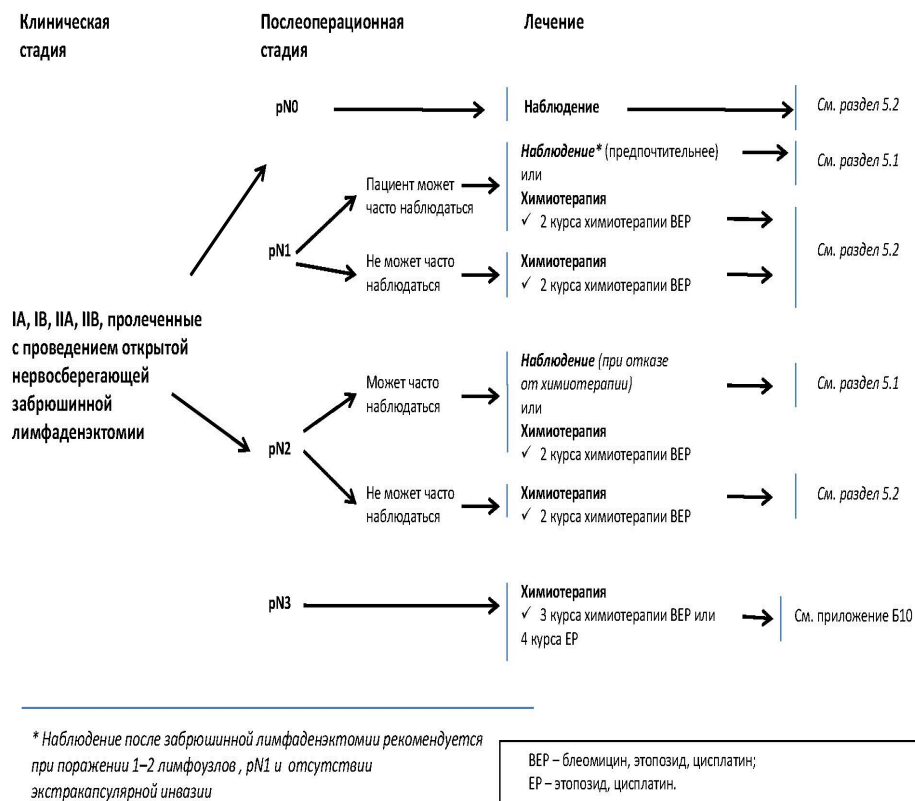 Клиническая
стадия
Послеоперационная
стадия
Лечение
pN0
Наблюдение
См. раздел 5.2
Наблюдение* (предпочтительнее)
или
Химиотерапия
✓ 2 курса химиотерапии BEP
См. раздел 5.1
Пациент может
часто наблюдаться
pN1
Не может часто
наблюдаться
Химиотерапия
✓ 2 курса химиотерапии BEP
См. раздел 5.2
IA, IB, IIA, IIB, пролеченные
с проведением открытой
нервосберегающей
забрюшинной
лимфаденэктомии
Может часто
наблюдаться
Наблюдение (при отказе
от химиотерапии)
или
Химиотерапия
✓ 2 курса химиотерапии BEP
См. раздел 5.1
pN2
Не может часто
наблюдаться
Химиотерапия
✓ 2 курса химиотерапии BEP
См. раздел 5.2
pN3
Химиотерапия
✓ 3 курса химиотерапии BEP или
4 курса EP
См. приложение Б10
* Наблюдение после забрюшинной лимфаденэктомии рекомендуется
при поражении 1–2 лимфоузлов , pN1 и отсутствии
экстракапсулярной инвазии
BEP – блеомицин, этопозид, цисплатин;
EP – этопозид, цисплатин.